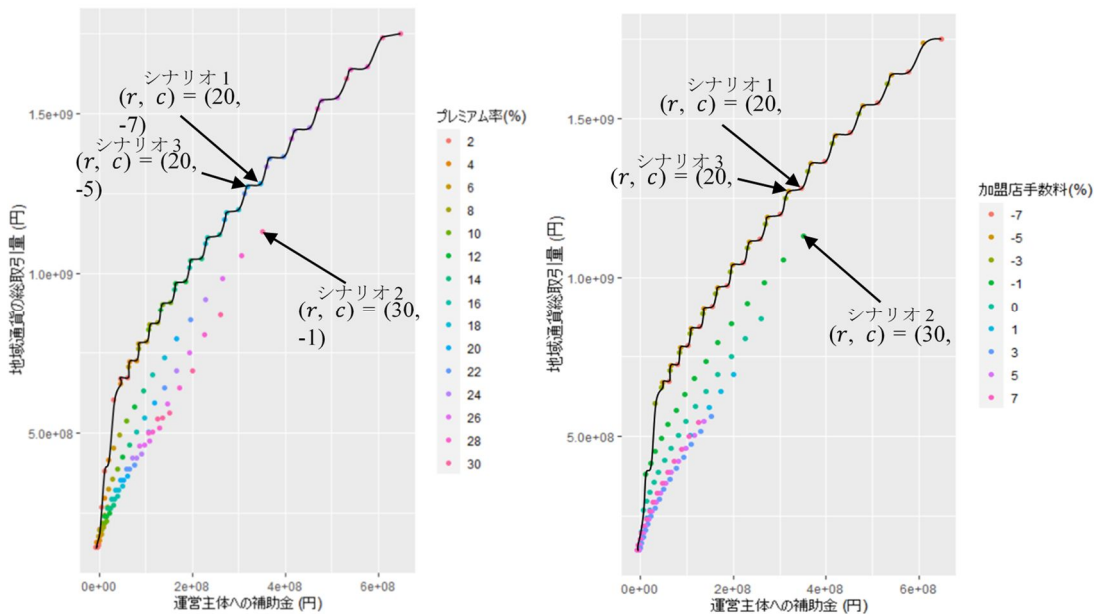 シナリオ 1
(r, c) = (20,
-7)
シナリオ 3
(r, c) = (20,
-5)
シナリオ 2
(r, c) = (30,
-1)
1.5e+09
1.0e+09
5.0e+08
地域通貨の総取引量 (円)
0e+00
2e+08
4e+08
6e+08
運営主体への補助金 (円)
プレミアム率(%)
2
4
6
8
10
12
14
16
18
20
22
24
26
28
30
シナリオ 1
(r, c) = (20,
シナリオ 3
(r, c) = (20,
シナリオ 2
(r, c) = (30,
1.5e+09
1.0e+09
5.0e+08
地域通貨総取引量 (円)
0e+00
2e+08
4e+08
6e+08
運営主体への補助金 (円)
加盟店手数料(%)
-7
-5
-3
-1
0
1
3
5
7